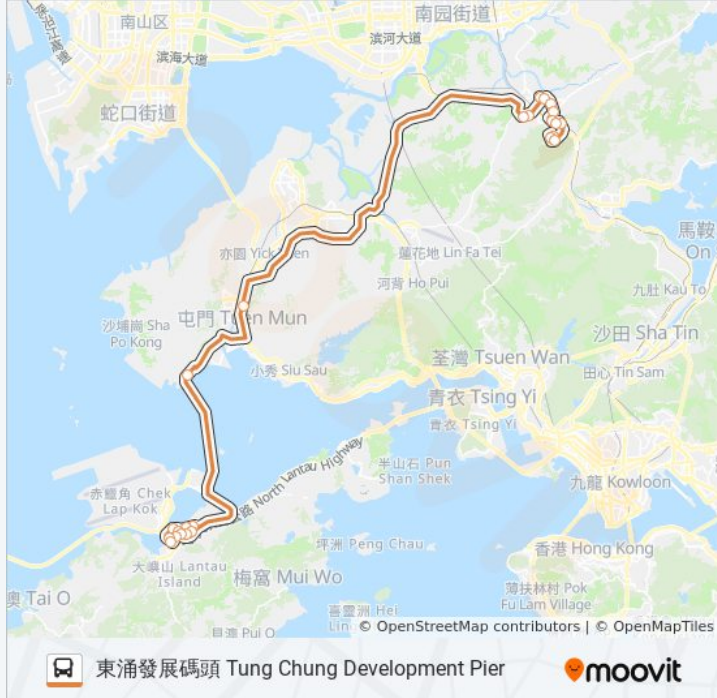 南园街道
南山区
滨河大道
滨海大道
蛇口街道
馬鞍
On
亦園 Yick
蓮花地 Lin Fa Tei
河背 Ho Pui
九肚 Kau To
屯門 Tuen Mun
沙埔崗 Sha
Po Kong
沙田 Sha Tin
荃灣 Tsuen Wan
小秀 Siu Sau
田心 Tin Sam
青衣 Tsing Yi
青衣 Tsing Yi
路 North Lantau Highway
半山石 Pun
Shan Shek
赤鱲角 Chek
Lap Kok
九龍 Kowloon
坪洲 Peng Chau
香港 Hong Kong
大嶼山 Lantau
Island
梅窩 Mui Wo
薄扶林村 Pok
Fu Lam Village
澳 Tai O
喜靈洲 Hei
Lin
貝澳 Pui O
© OpenStreetMap contributors | © OpenMapTiles
東涌發展碼頭 Tung Chung Development Pier
moovit